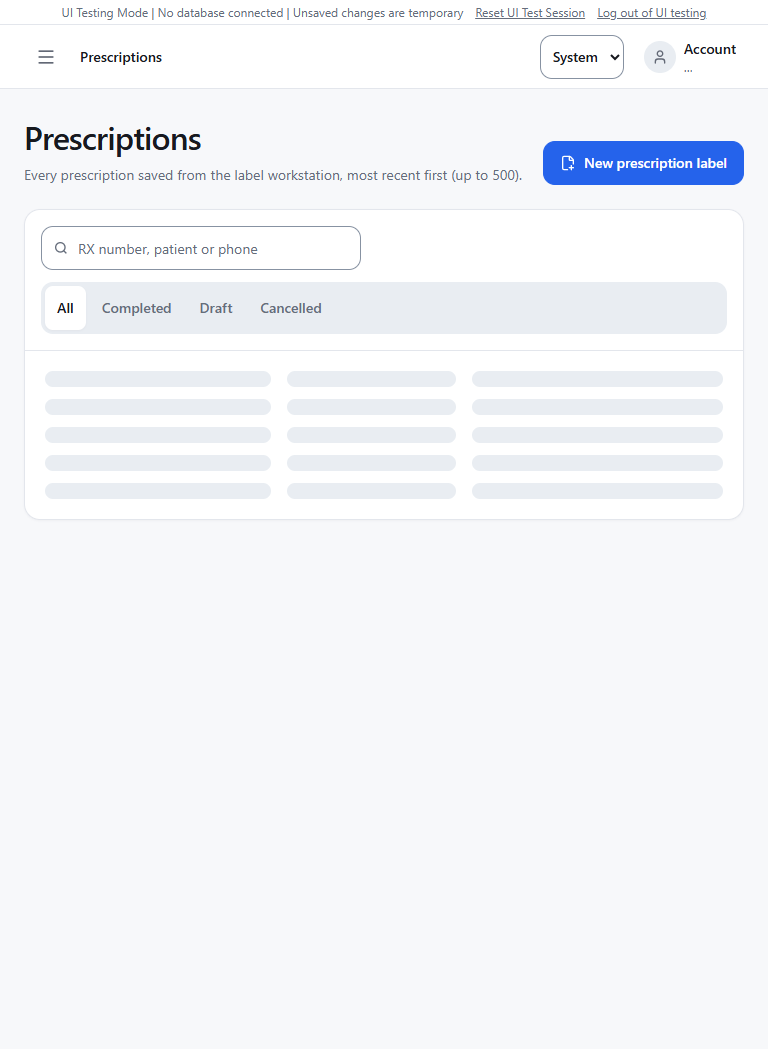 UI Testing Mode | No database connected | Unsaved changes are temporary Reset UI Test Session Log out of UI testing
Prescriptions
System
Account
...
Prescriptions
Every prescription saved from the label workstation, most recent first (up to 500).
New prescription label
RX number, patient or phone
All Completed Draft Cancelled